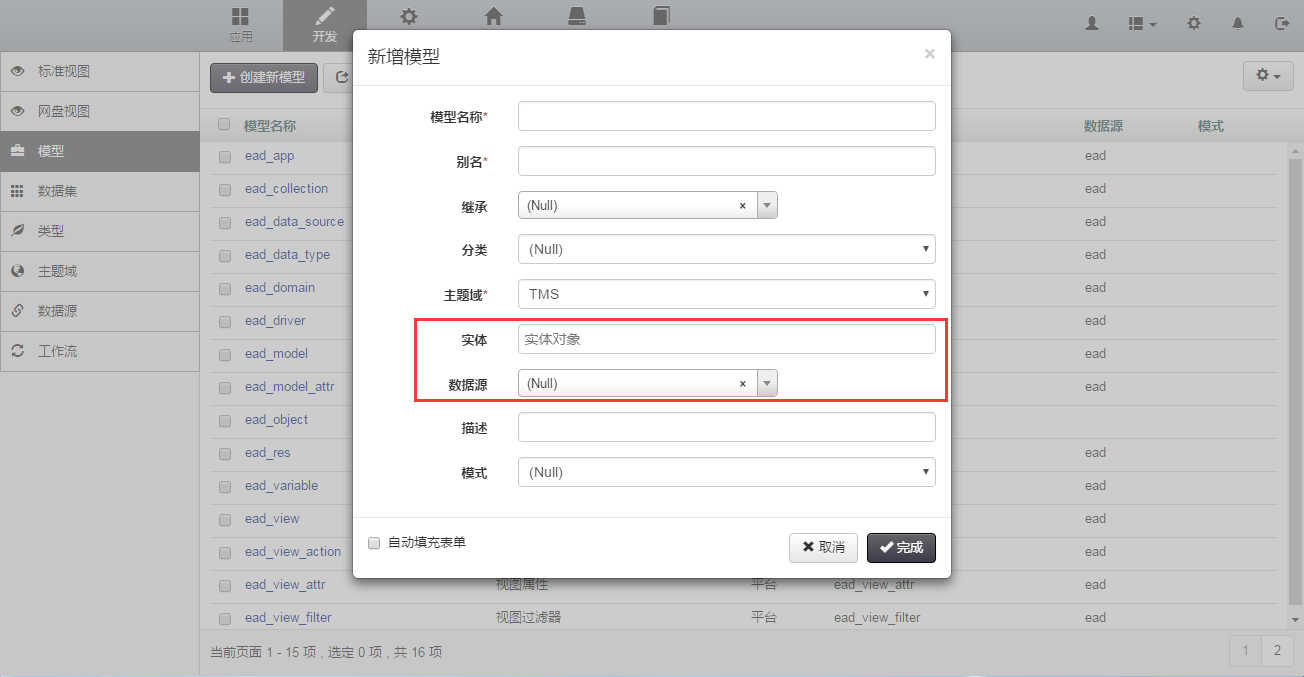 应用
开发
标准视图
网盘视图
模型
数据集
类型
主题域
数据源
工作流
创建新模型
模型名称 数据源 模式
ead_app ead
ead_collection ead
ead_data_source ead
ead_data_type ead
ead_domain ead
ead_driver ead
ead_model ead
ead_model_attr ead
ead_object
ead_res ead
ead_variable ead
ead_view ead
ead_view_action ead
ead_view_attr 视图属性 平台 ead_view_attr ead
ead_view_filter 视图过滤器 平台 ead_view_filter ead
当前页面 1 - 15 项 , 选定 0 项 , 共 16 项
1 2
新增模型 ×
模型名称*
别名*
继承 (Null) ×
分类 (Null)
主题域* TMS
实体 实体对象
数据源 (Null) ×
描述
模式 (Null)
自动填充表单
取消 完成